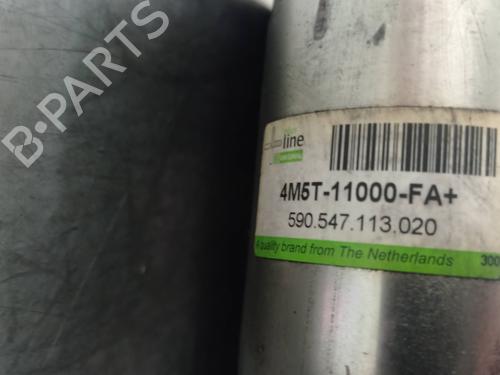 B-PARTS
line
4M5T-11000-FA+
590.547.113.020
A quality brand from The Netherlands
300